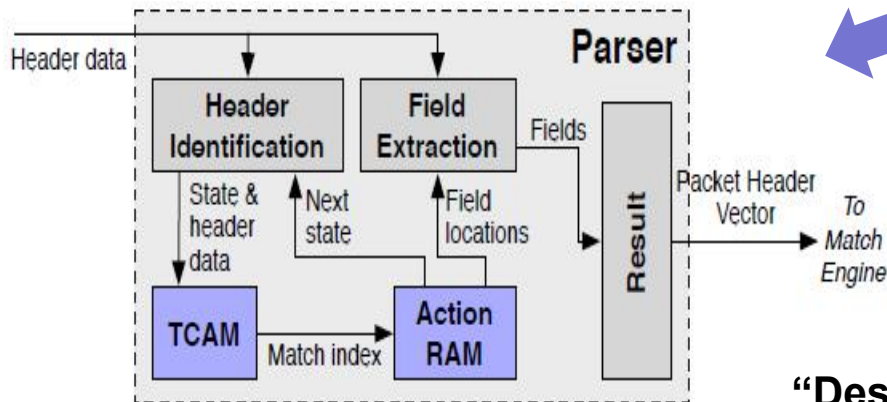 Parser
Header data
Header
Identification
Field
Extraction
Fields
State &
header
data
Next
state
Field
locations
TCAM
Match index
Action
RAM
Result
Packet Header
Vector
To
Match
Engine
“Des